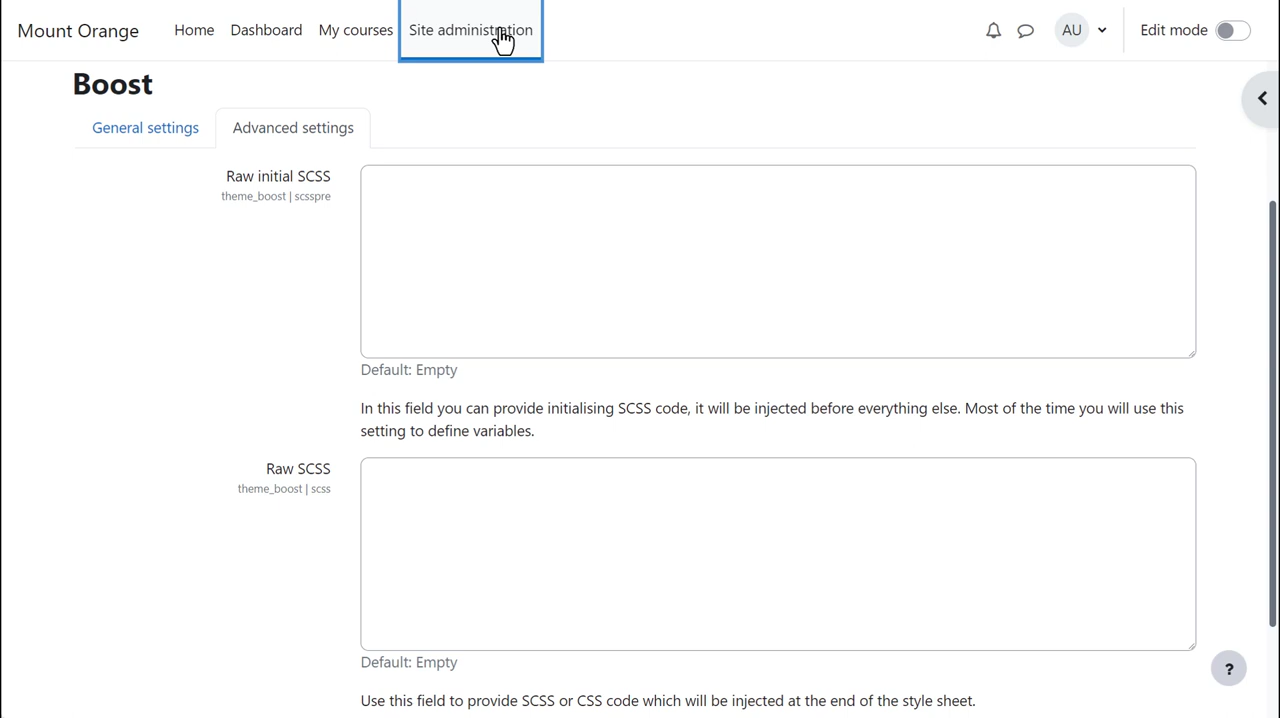 Mount Orange Home Dashboard My courses Site administration AU Edit mode
Boost
General settings Advanced settings
Raw initial SCSS
theme_boost | scsspre
Default: Empty
In this field you can provide initialising SCSS code, it will be injected before everything else. Most of the time you will use this
setting to define variables.
Raw SCSS
theme_boost | scss
Default: Empty
?
Use this field to provide SCSS or CSS code which will be injected at the end of the style sheet.